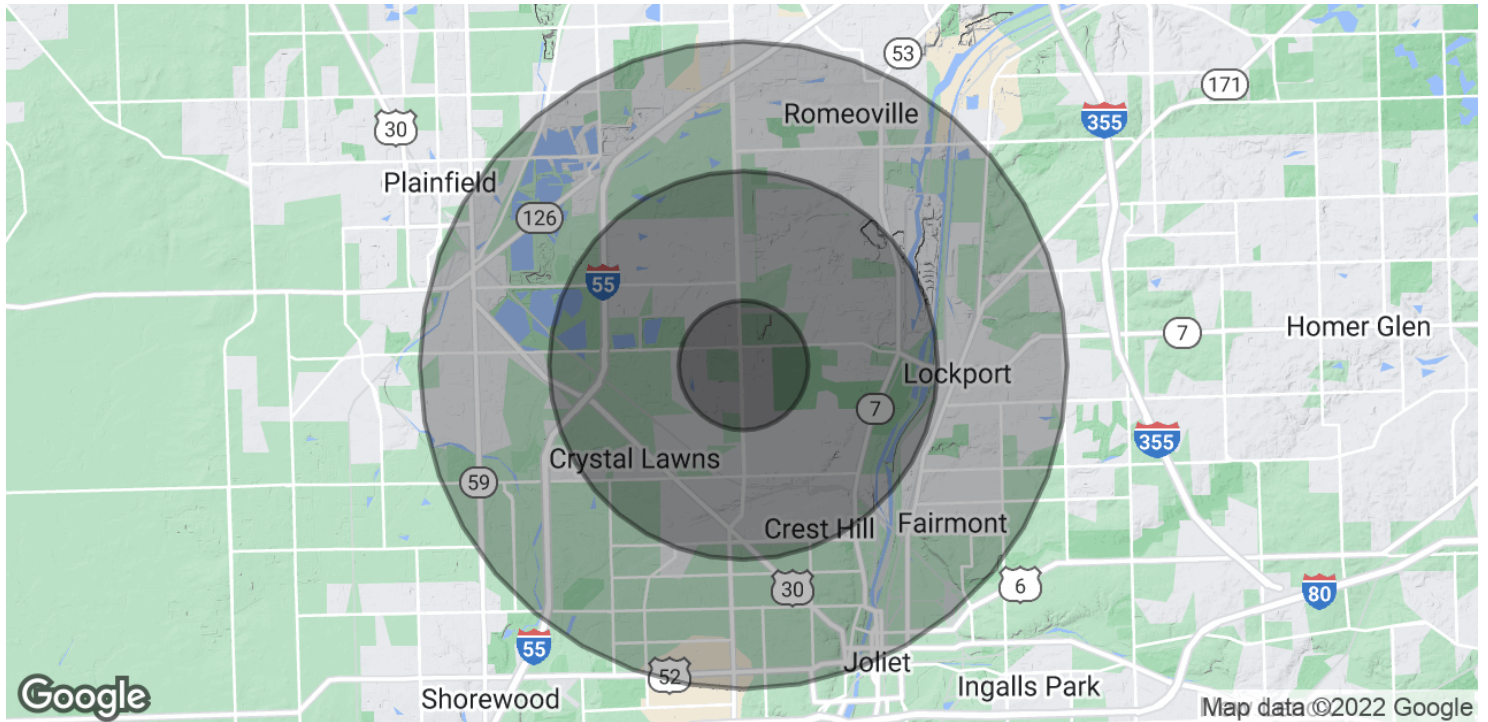 53
171
Romeoville
355
30
Plainfield
126
55
7
Homer Glen
Lockport
7
355
Crystal Lawns
59
Crest Hill
Fairmont
30
6
80
55
Joliet
52
Ingalls Park
Shorewood
Google
Map data ©2022 Google